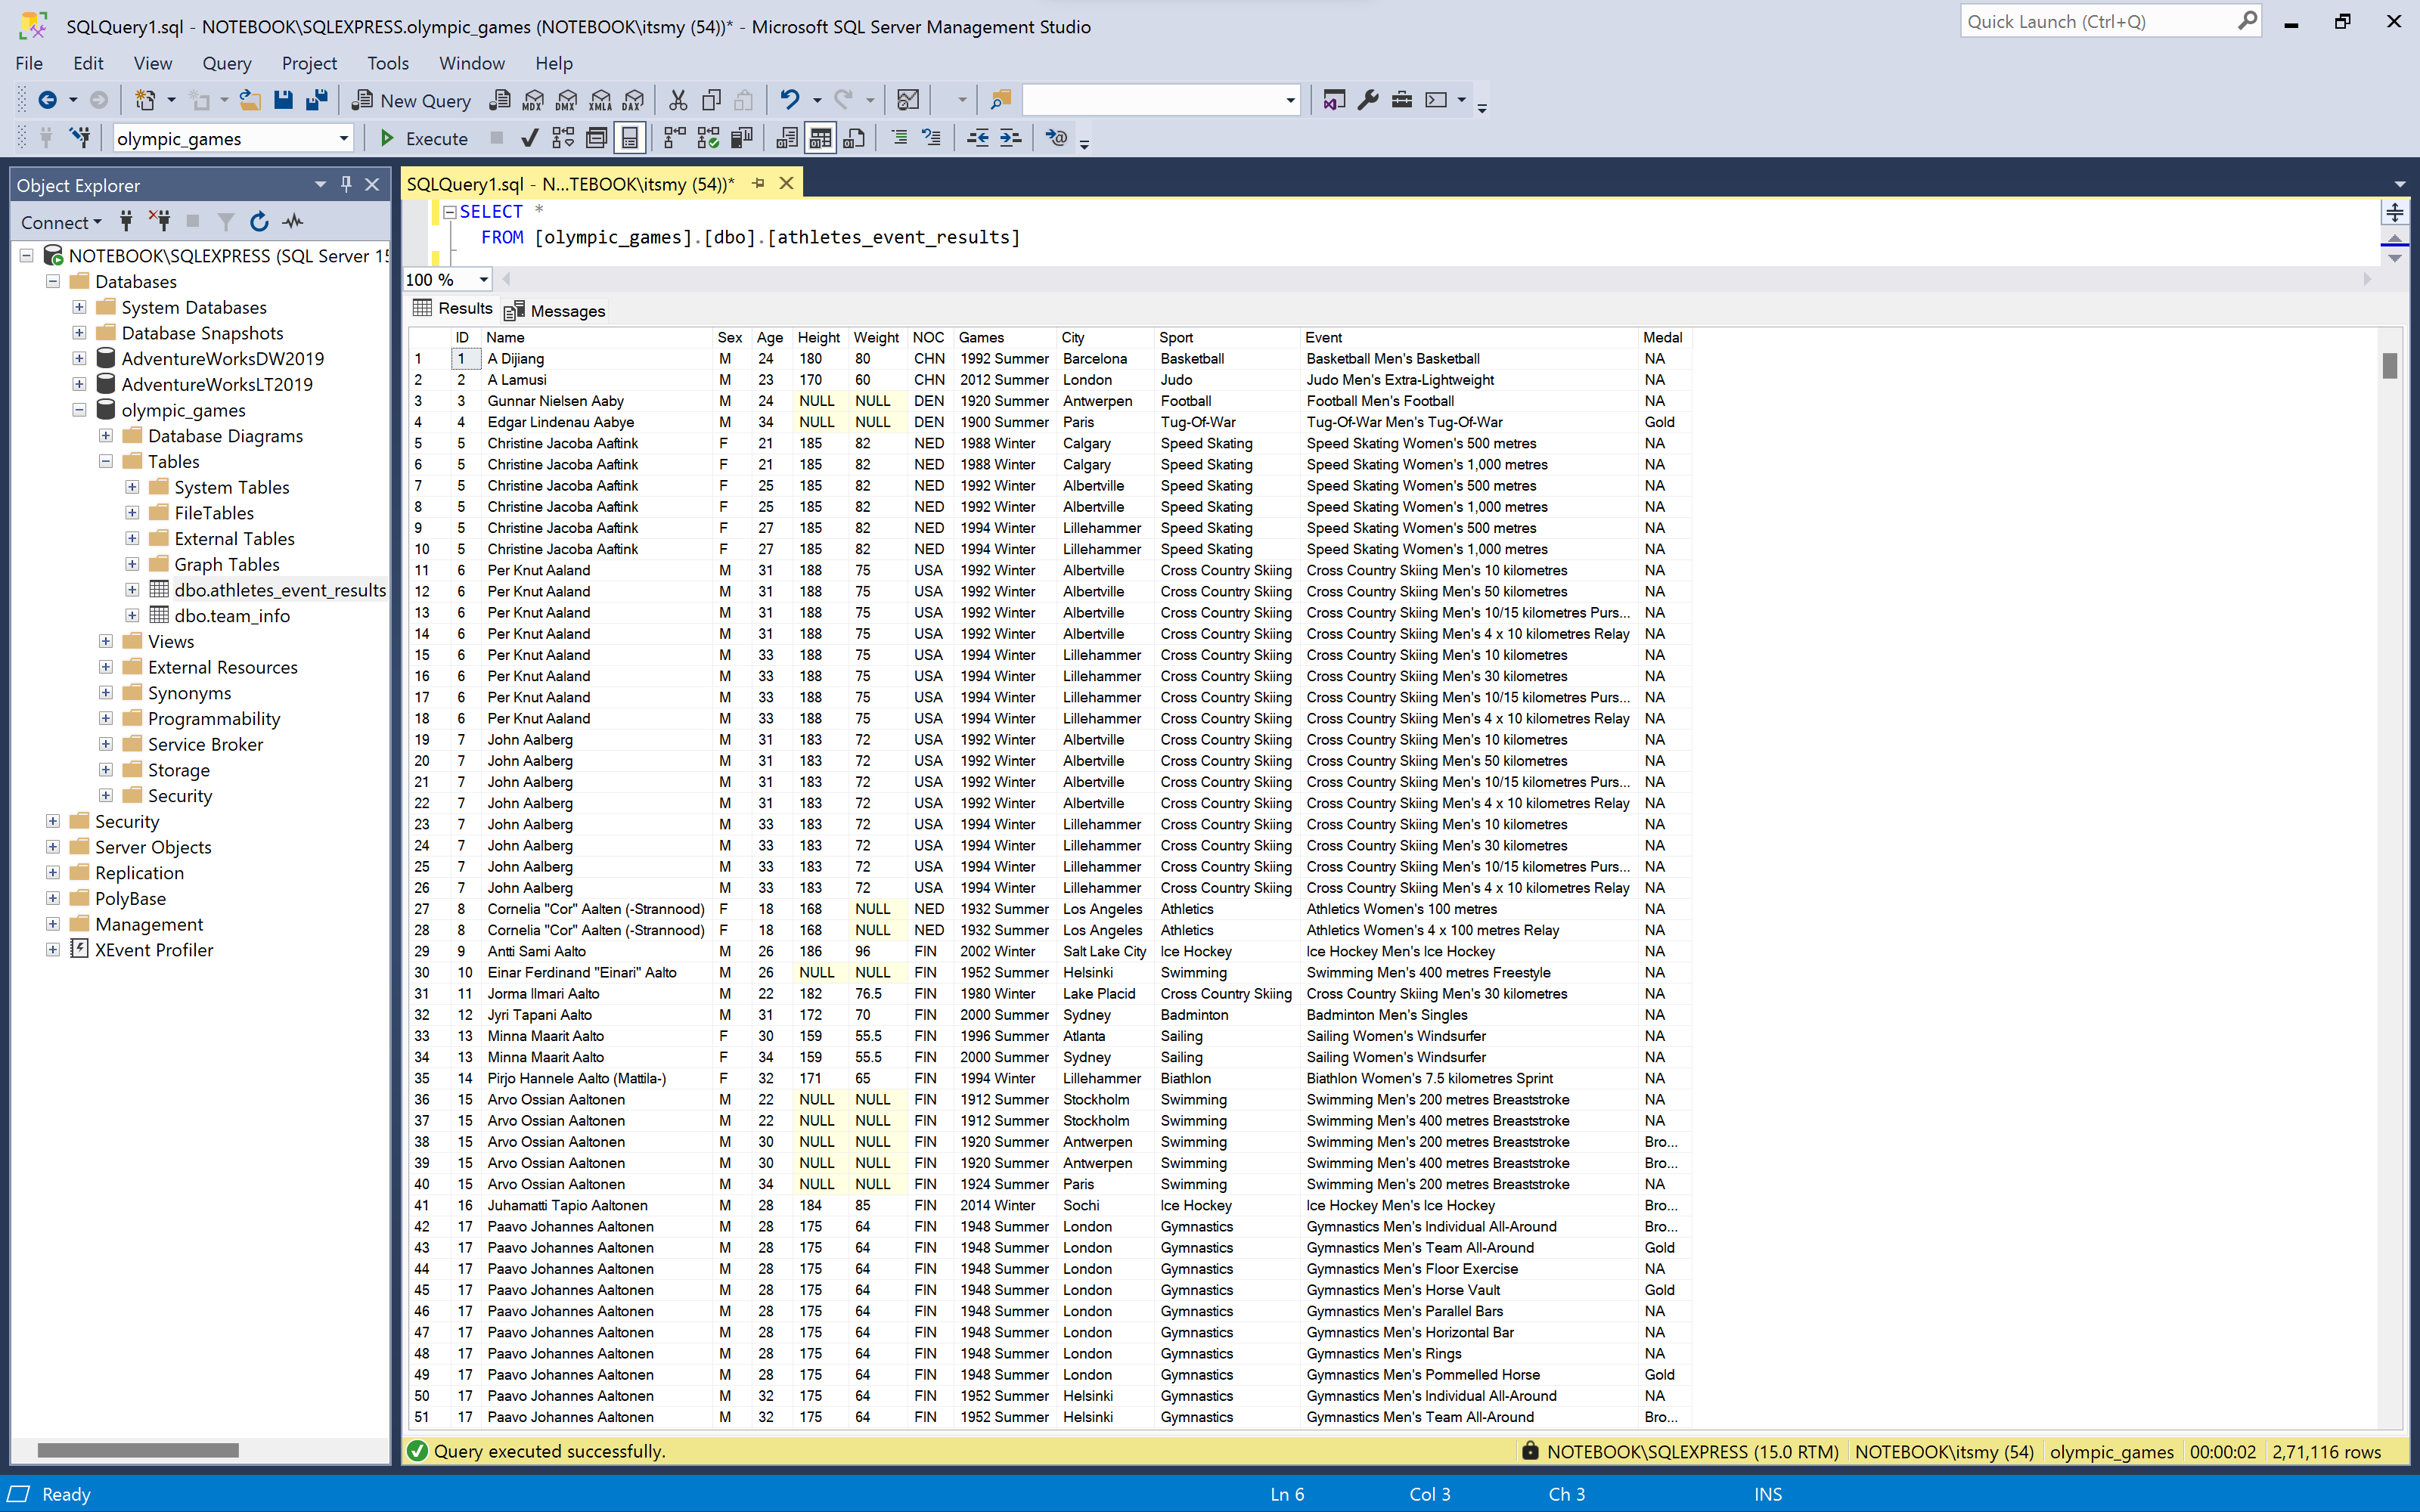 SQLQuery1.sql - NOTEBOOK\SQLEXPRESS.olympic_games (NOTEBOOK\itsmy (54))* - Microsoft SQL Server Management Studio
Quick Launch (Ctrl+Q)
File Edit View Query Project Tools Window Help
New Query MDX DMX XMLA DAX
olympic_games Execute
Object Explorer
Connect
NOTEBOOK\SQLEXPRESS (SQL Server 15
Databases
System Databases
Database Snapshots
AdventureWorksDW2019
AdventureWorksLT2019
olympic_games
Database Diagrams
Tables
System Tables
FileTables
External Tables
Graph Tables
dbo.athletes_event_results
dbo.team_info
Views
External Resources
Synonyms
Programmability
Service Broker
Storage
Security
Security
Server Objects
Replication
PolyBase
Management
XEvent Profiler
SQLQuery1.sql - N...TEBOOK\itsmy (54))*
SELECT *
FROM [olympic_games].[dbo].[athletes_event_results]
100 %
Results Messages
ID Name Sex Age Height Weight NOC Games City Sport Event Medal
1 1 A Dijiang M 24 180 80 CHN 1992 Summer Barcelona Basketball Basketball Men's Basketball NA
2 2 A Lamusi M 23 170 60 CHN 2012 Summer London Judo Judo Men's Extra-Lightweight NA
3 3 Gunnar Nielsen Aaby M 24 NULL NULL DEN 1920 Summer Antwerpen Football Football Men's Football NA
4 4 Edgar Lindenau Aabye M 34 NULL NULL DEN 1900 Summer Paris Tug-Of-War Tug-Of-War Men's Tug-Of-War Gold
5 5 Christine Jacoba Aaftink F 21 185 82 NED 1988 Winter Calgary Speed Skating Speed Skating Women's 500 metres NA
6 5 Christine Jacoba Aaftink F 21 185 82 NED 1988 Winter Calgary Speed Skating Speed Skating Women's 1,000 metres NA
7 5 Christine Jacoba Aaftink F 25 185 82 NED 1992 Winter Albertville Speed Skating Speed Skating Women's 500 metres NA
8 5 Christine Jacoba Aaftink F 25 185 82 NED 1992 Winter Albertville Speed Skating Speed Skating Women's 1,000 metres NA
9 5 Christine Jacoba Aaftink F 27 185 82 NED 1994 Winter Lillehammer Speed Skating Speed Skating Women's 500 metres NA
10 5 Christine Jacoba Aaftink F 27 185 82 NED 1994 Winter Lillehammer Speed Skating Speed Skating Women's 1,000 metres NA
11 6 Per Knut Aaland M 31 188 75 USA 1992 Winter Albertville Cross Country Skiing Cross Country Skiing Men's 10 kilometres NA
12 6 Per Knut Aaland M 31 188 75 USA 1992 Winter Albertville Cross Country Skiing Cross Country Skiing Men's 50 kilometres NA
13 6 Per Knut Aaland M 31 188 75 USA 1992 Winter Albertville Cross Country Skiing Cross Country Skiing Men's 10/15 kilometres Purs... NA
14 6 Per Knut Aaland M 31 188 75 USA 1992 Winter Albertville Cross Country Skiing Cross Country Skiing Men's 4 x 10 kilometres Relay NA
15 6 Per Knut Aaland M 33 188 75 USA 1994 Winter Lillehammer Cross Country Skiing Cross Country Skiing Men's 10 kilometres NA
16 6 Per Knut Aaland M 33 188 75 USA 1994 Winter Lillehammer Cross Country Skiing Cross Country Skiing Men's 30 kilometres NA
17 6 Per Knut Aaland M 33 188 75 USA 1994 Winter Lillehammer Cross Country Skiing Cross Country Skiing Men's 10/15 kilometres Purs... NA
18 6 Per Knut Aaland M 33 188 75 USA 1994 Winter Lillehammer Cross Country Skiing Cross Country Skiing Men's 4 x 10 kilometres Relay NA
19 7 John Aalberg M 31 183 72 USA 1992 Winter Albertville Cross Country Skiing Cross Country Skiing Men's 10 kilometres NA
20 7 John Aalberg M 31 183 72 USA 1992 Winter Albertville Cross Country Skiing Cross Country Skiing Men's 50 kilometres NA
21 7 John Aalberg M 31 183 72 USA 1992 Winter Albertville Cross Country Skiing Cross Country Skiing Men's 10/15 kilometres Purs... NA
22 7 John Aalberg M 31 183 72 USA 1992 Winter Albertville Cross Country Skiing Cross Country Skiing Men's 4 x 10 kilometres Relay NA
23 7 John Aalberg M 33 183 72 USA 1994 Winter Lillehammer Cross Country Skiing Cross Country Skiing Men's 10 kilometres NA
24 7 John Aalberg M 33 183 72 USA 1994 Winter Lillehammer Cross Country Skiing Cross Country Skiing Men's 30 kilometres NA
25 7 John Aalberg M 33 183 72 USA 1994 Winter Lillehammer Cross Country Skiing Cross Country Skiing Men's 10/15 kilometres Purs... NA
26 7 John Aalberg M 33 183 72 USA 1994 Winter Lillehammer Cross Country Skiing Cross Country Skiing Men's 4 x 10 kilometres Relay NA
27 8 Cornelia "Cor" Aalten (-Strannood) F 18 168 NULL NED 1932 Summer Los Angeles Athletics Athletics Women's 100 metres NA
28 8 Cornelia "Cor" Aalten (-Strannood) F 18 168 NULL NED 1932 Summer Los Angeles Athletics Athletics Women's 4 x 100 metres Relay NA
29 9 Antti Sami Aalto M 26 186 96 FIN 2002 Winter Salt Lake City Ice Hockey Ice Hockey Men's Ice Hockey NA
30 10 Einar Ferdinand "Einari" Aalto M 26 NULL NULL FIN 1952 Summer Helsinki Swimming Swimming Men's 400 metres Freestyle NA
31 11 Jorma Ilmari Aalto M 22 182 76.5 FIN 1980 Winter Lake Placid Cross Country Skiing Cross Country Skiing Men's 30 kilometres NA
32 12 Jyri Tapani Aalto M 31 172 70 FIN 2000 Summer Sydney Badminton Badminton Men's Singles NA
33 13 Minna Maarit Aalto F 30 159 55.5 FIN 1996 Summer Atlanta Sailing Sailing Women's Windsurfer NA
34 13 Minna Maarit Aalto F 34 159 55.5 FIN 2000 Summer Sydney Sailing Sailing Women's Windsurfer NA
35 14 Pirjo Hannele Aalto (Mattila-) F 32 171 65 FIN 1994 Winter Lillehammer Biathlon Biathlon Women's 7.5 kilometres Sprint NA
36 15 Arvo Ossian Aaltonen M 22 NULL NULL FIN 1912 Summer Stockholm Swimming Swimming Men's 200 metres Breaststroke NA
37 15 Arvo Ossian Aaltonen M 22 NULL NULL FIN 1912 Summer Stockholm Swimming Swimming Men's 400 metres Breaststroke NA
38 15 Arvo Ossian Aaltonen M 30 NULL NULL FIN 1920 Summer Antwerpen Swimming Swimming Men's 200 metres Breaststroke Bro...
39 15 Arvo Ossian Aaltonen M 30 NULL NULL FIN 1920 Summer Antwerpen Swimming Swimming Men's 400 metres Breaststroke Bro...
40 15 Arvo Ossian Aaltonen M 34 NULL NULL FIN 1924 Summer Paris Swimming Swimming Men's 200 metres Breaststroke NA
41 16 Juhamatti Tapio Aaltonen M 28 184 85 FIN 2014 Winter Sochi Ice Hockey Ice Hockey Men's Ice Hockey Bro...
42 17 Paavo Johannes Aaltonen M 28 175 64 FIN 1948 Summer London Gymnastics Gymnastics Men's Individual All-Around Bro...
43 17 Paavo Johannes Aaltonen M 28 175 64 FIN 1948 Summer London Gymnastics Gymnastics Men's Team All-Around Gold
44 17 Paavo Johannes Aaltonen M 28 175 64 FIN 1948 Summer London Gymnastics Gymnastics Men's Floor Exercise NA
45 17 Paavo Johannes Aaltonen M 28 175 64 FIN 1948 Summer London Gymnastics Gymnastics Men's Horse Vault Gold
46 17 Paavo Johannes Aaltonen M 28 175 64 FIN 1948 Summer London Gymnastics Gymnastics Men's Parallel Bars NA
47 17 Paavo Johannes Aaltonen M 28 175 64 FIN 1948 Summer London Gymnastics Gymnastics Men's Horizontal Bar NA
48 17 Paavo Johannes Aaltonen M 28 175 64 FIN 1948 Summer London Gymnastics Gymnastics Men's Rings NA
49 17 Paavo Johannes Aaltonen M 28 175 64 FIN 1948 Summer London Gymnastics Gymnastics Men's Pommelled Horse Gold
50 17 Paavo Johannes Aaltonen M 32 175 64 FIN 1952 Summer Helsinki Gymnastics Gymnastics Men's Individual All-Around NA
51 17 Paavo Johannes Aaltonen M 32 175 64 FIN 1952 Summer Helsinki Gymnastics Gymnastics Men's Team All-Around Bro...
Query executed successfully. NOTEBOOK\SQLEXPRESS (15.0 RTM) NOTEBOOK\itsmy (54) olympic_games 00:00:02 2,71,116 rows
Ready Ln 6 Col 3 Ch 3 INS